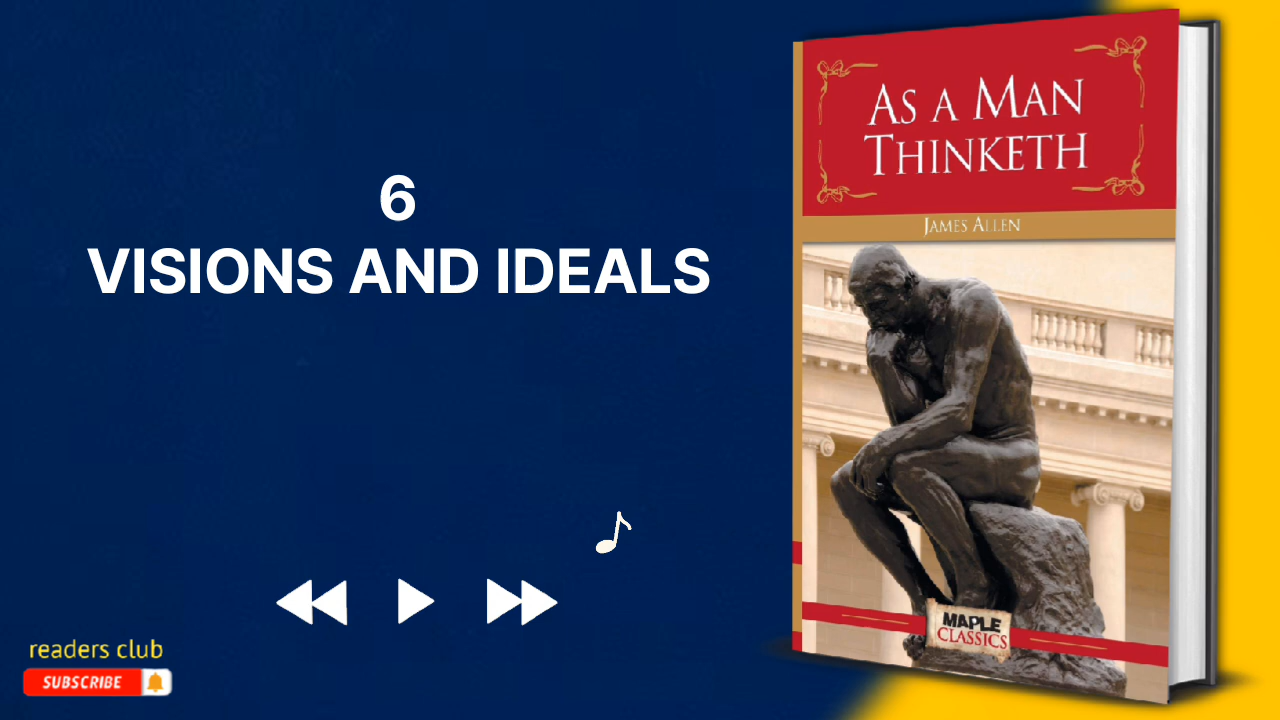 6
VISIONS AND IDEALS
readers club
SUBSCRIBE
AS A MAN
THINKETH
JAMES ALLEN
MAPLE
CLASSICS